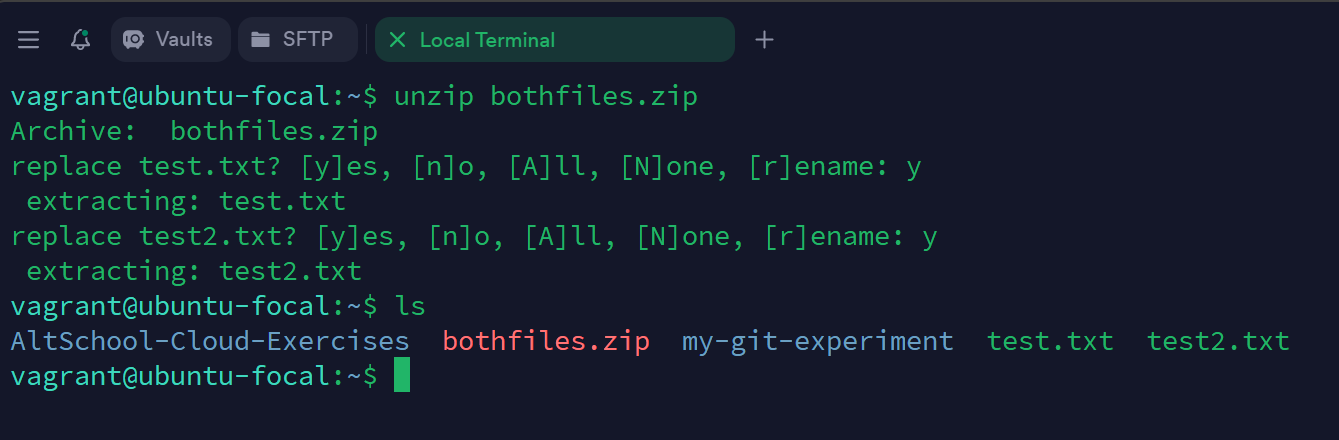 Vaults SFTP Local Terminal
vagrant@ubuntu-focal:~$ unzip bothfiles.zip
Archive:  bothfiles.zip
replace test.txt? [y]es, [n]o, [A]ll, [N]one, [r]ename: y
 extracting: test.txt
replace test2.txt? [y]es, [n]o, [A]ll, [N]one, [r]ename: y
 extracting: test2.txt
vagrant@ubuntu-focal:~$ ls
AltSchool-Cloud-Exercises  bothfiles.zip  my-git-experiment  test.txt  test2.txt
vagrant@ubuntu-focal:~$